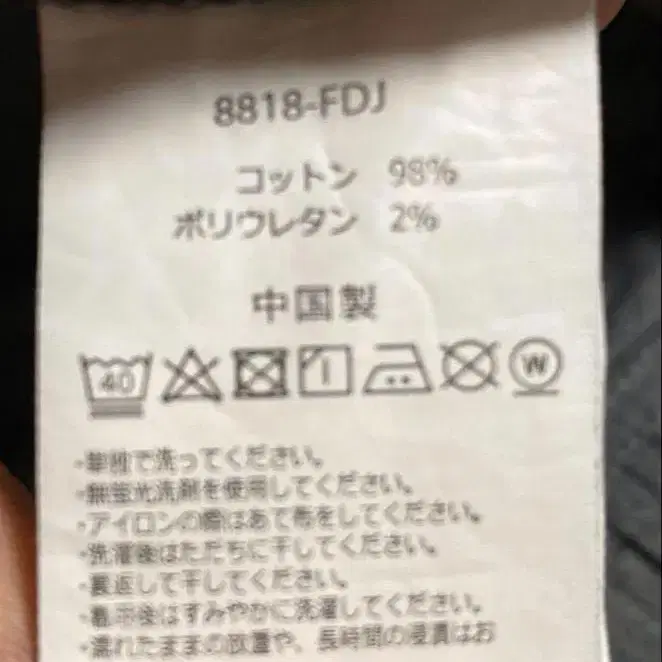 8818-FDJ
コットン 98%
ポリウレタン 2%
中国製
40
W
・単独で洗ってください。
・無蛍光洗剤を使用してください。
・アイロンの際はあて布をしてください。
・洗濯後はただちに干してください。
・裏返して干してください。
・着用後はすみやかに洗濯してください。
・濡れたままの放置や、長時間の浸漬はお